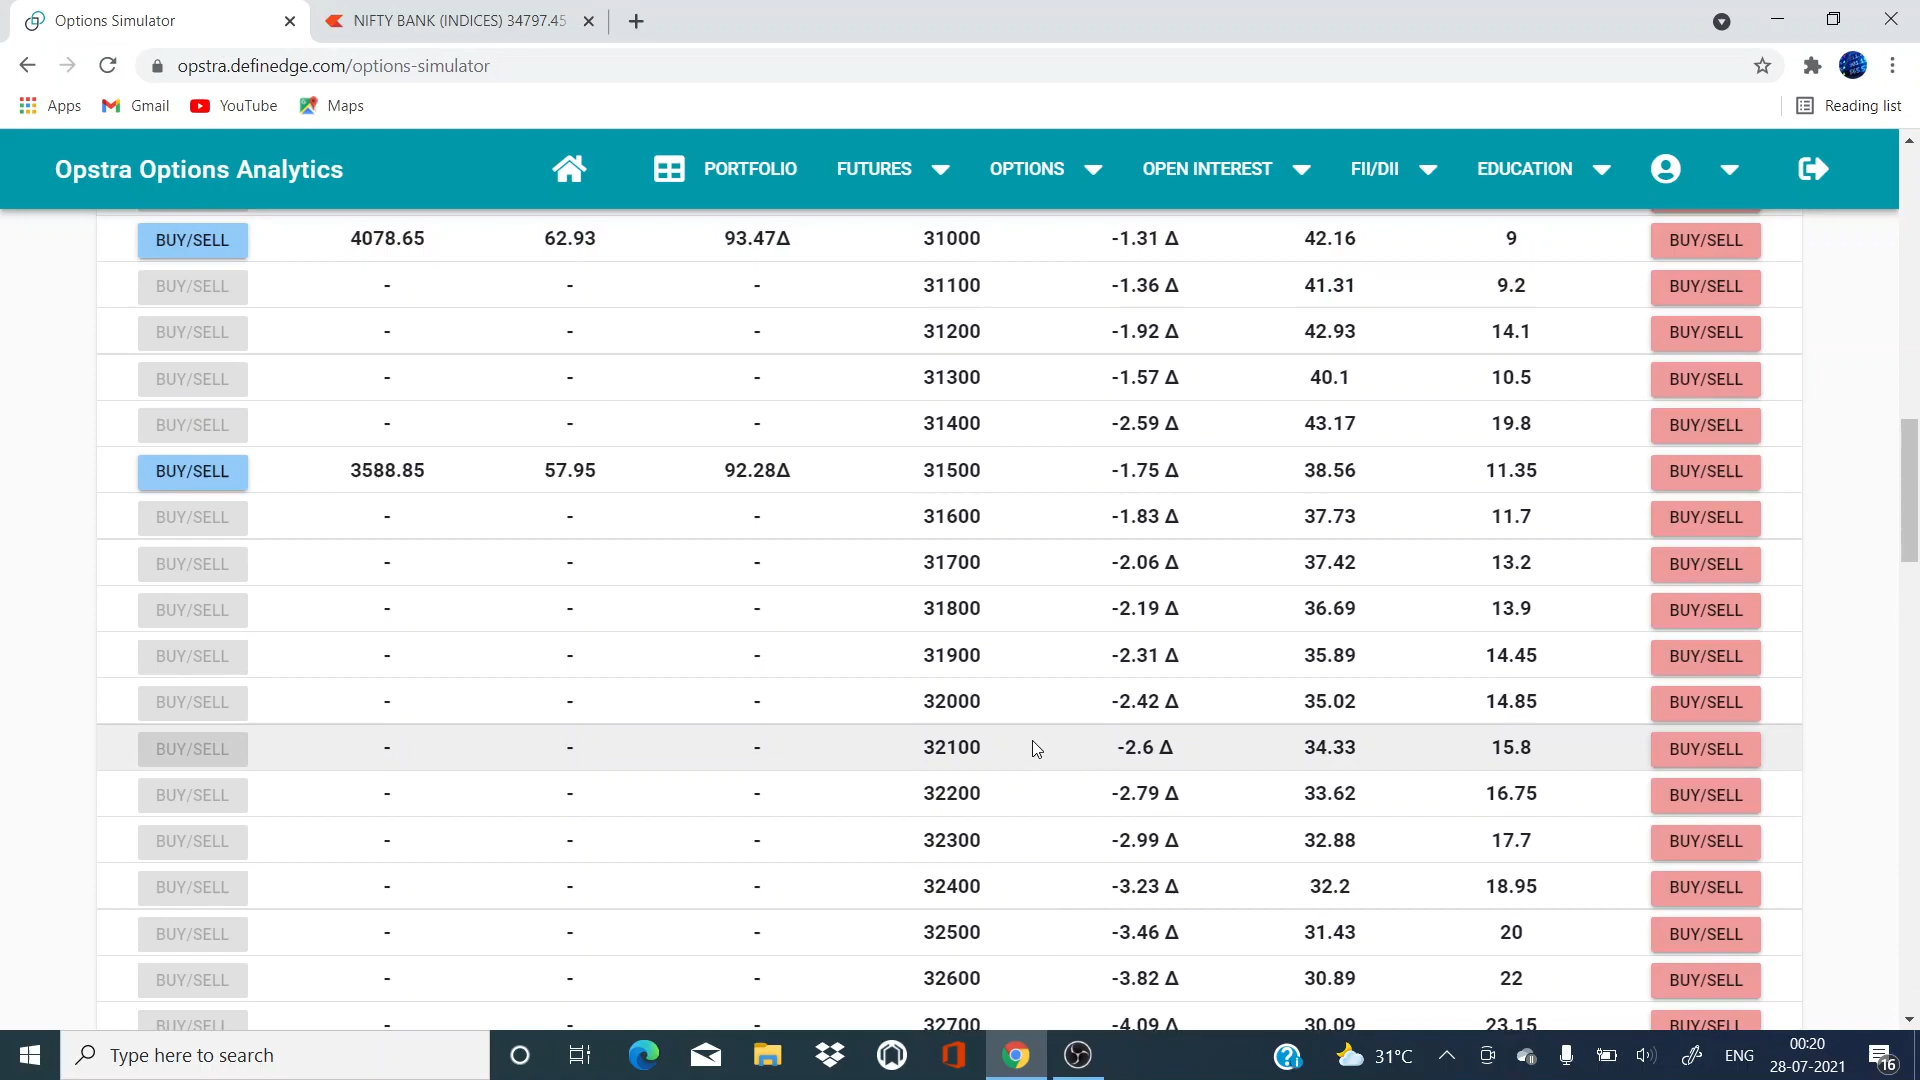 Options Simulator
NIFTY BANK (INDICES) 34797.45
opstra.definedge.com/options-simulator
Apps Gmail YouTube Maps Reading list
Opstra Options Analytics PORTFOLIO FUTURES OPTIONS OPEN INTEREST FII/DII EDUCATION
BUY/SELL 4078.65 62.93 93.47Δ 31000 -1.31 Δ 42.16 9 BUY/SELL
BUY/SELL - - - 31100 -1.36 Δ 41.31 9.2 BUY/SELL
BUY/SELL - - - 31200 -1.92 Δ 42.93 14.1 BUY/SELL
BUY/SELL - - - 31300 -1.57 Δ 40.1 10.5 BUY/SELL
BUY/SELL - - - 31400 -2.59 Δ 43.17 19.8 BUY/SELL
BUY/SELL 3588.85 57.95 92.28Δ 31500 -1.75 Δ 38.56 11.35 BUY/SELL
BUY/SELL - - - 31600 -1.83 Δ 37.73 11.7 BUY/SELL
BUY/SELL - - - 31700 -2.06 Δ 37.42 13.2 BUY/SELL
BUY/SELL - - - 31800 -2.19 Δ 36.69 13.9 BUY/SELL
BUY/SELL - - - 31900 -2.31 Δ 35.89 14.45 BUY/SELL
BUY/SELL - - - 32000 -2.42 Δ 35.02 14.85 BUY/SELL
BUY/SELL - - - 32100 -2.6 Δ 34.33 15.8 BUY/SELL
BUY/SELL - - - 32200 -2.79 Δ 33.62 16.75 BUY/SELL
BUY/SELL - - - 32300 -2.99 Δ 32.88 17.7 BUY/SELL
BUY/SELL - - - 32400 -3.23 Δ 32.2 18.95 BUY/SELL
BUY/SELL - - - 32500 -3.46 Δ 31.43 20 BUY/SELL
BUY/SELL - - - 32600 -3.82 Δ 30.89 22 BUY/SELL
BUY/SELL - - - 32700 -4.09 Δ 30.09 23.15 BUY/SELL
Type here to search 31°C ENG 00:20
28-07-2021 16